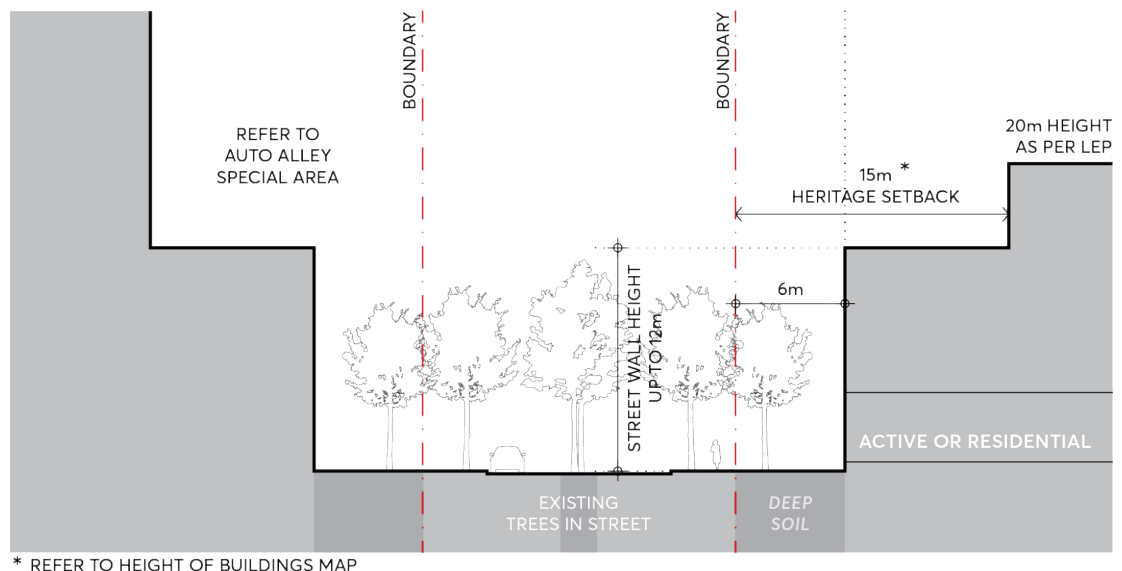 BOUNDARY
BOUNDARY
REFER TO
AUTO ALLEY
SPECIAL AREA
20m HEIGHT
AS PER LEP
15m *
HERITAGE SETBACK
6m
STREET WALL HEIGHT
UP TO 12m
ACTIVE OR RESIDENTIAL
EXISTING
TREES IN STREET
DEEP
SOIL
* REFER TO HEIGHT OF BUILDINGS MAP